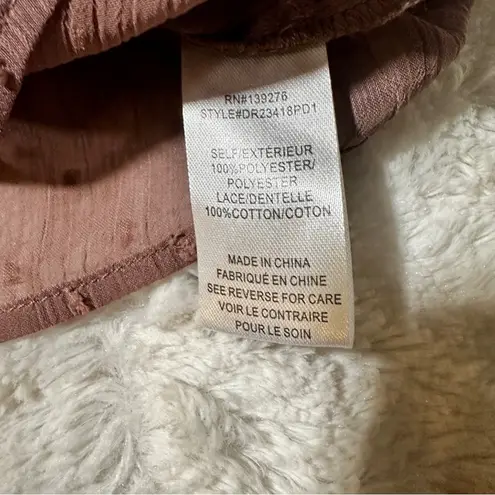 RN#139276
STYLE#DR23418PD1
SELF/EXTÉRIEUR
100%POLYESTER/
POLYESTER
LACE/DENTELLE
100%COTTON/COTON
MADE IN CHINA
FABRIQUÉ EN CHINE
SEE REVERSE FOR CARE
VOIR LE CONTRAIRE
POUR LE SOIN